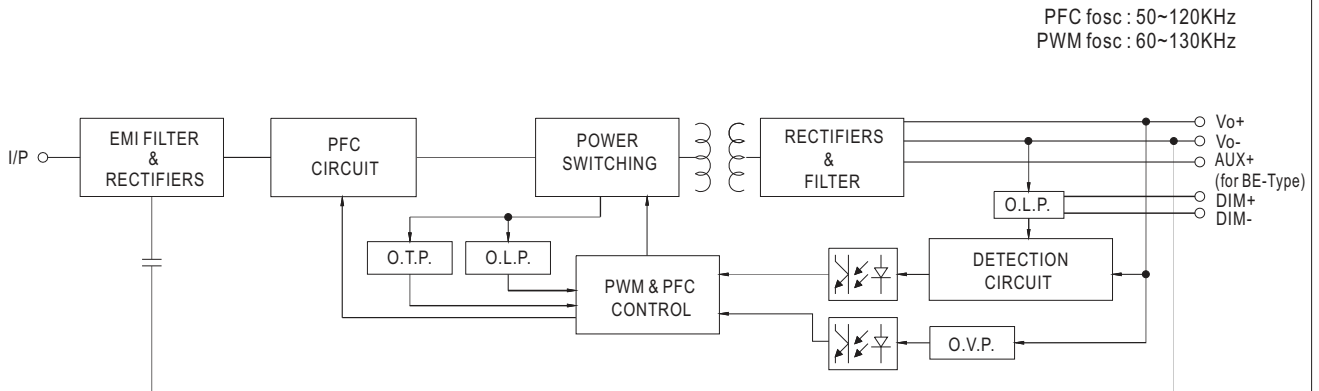 PFC fosc : 50~120KHz
PWM fosc : 60~130KHz
I/P
EMI FILTER
&
RECTIFIERS
PFC
CIRCUIT
POWER
SWITCHING
RECTIFIERS
&
FILTER
Vo+
Vo-
AUX+
(for BE-Type)
DIM+
DIM-
O.L.P.
O.T.P.
O.L.P.
PWM & PFC
CONTROL
DETECTION
CIRCUIT
O.V.P.